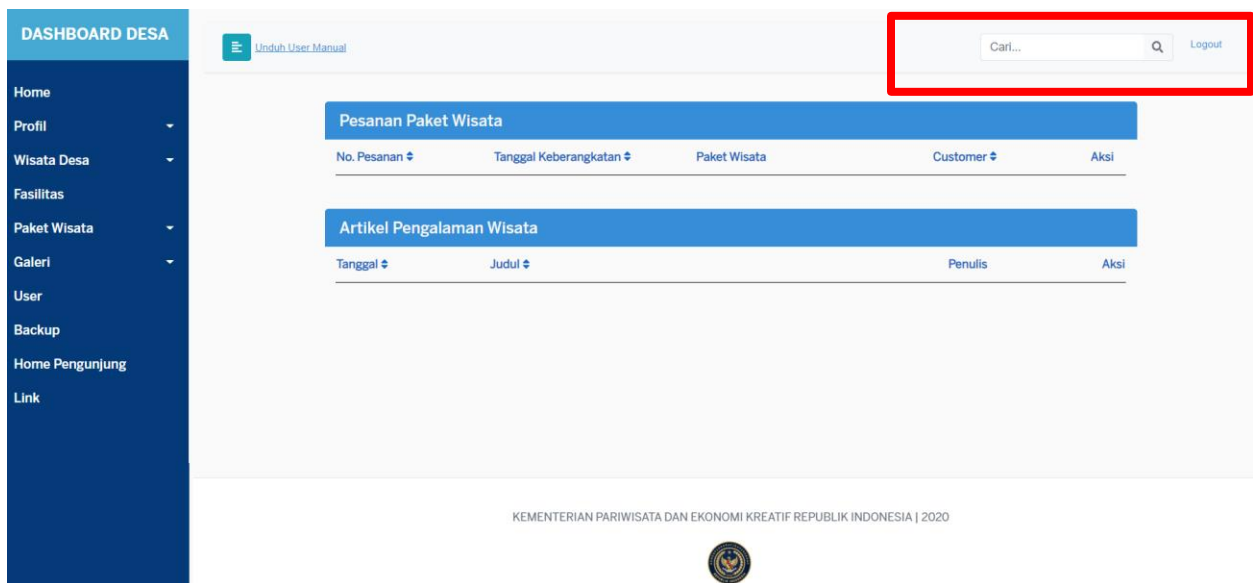 DASHBOARD DESA
Unduh User Manual
Cari...
Logout
Home
Profil
Wisata Desa
Fasilitas
Paket Wisata
Galeri
User
Backup
Home Pengunjung
Link
Pesanan Paket Wisata
No. Pesanan Tanggal Keberangkatan Paket Wisata Customer Aksi
Artikel Pengalaman Wisata
Tanggal Judul Penulis Aksi
KEMENTERIAN PARIWISATA DAN EKONOMI KREATIF REPUBLIK INDONESIA | 2020